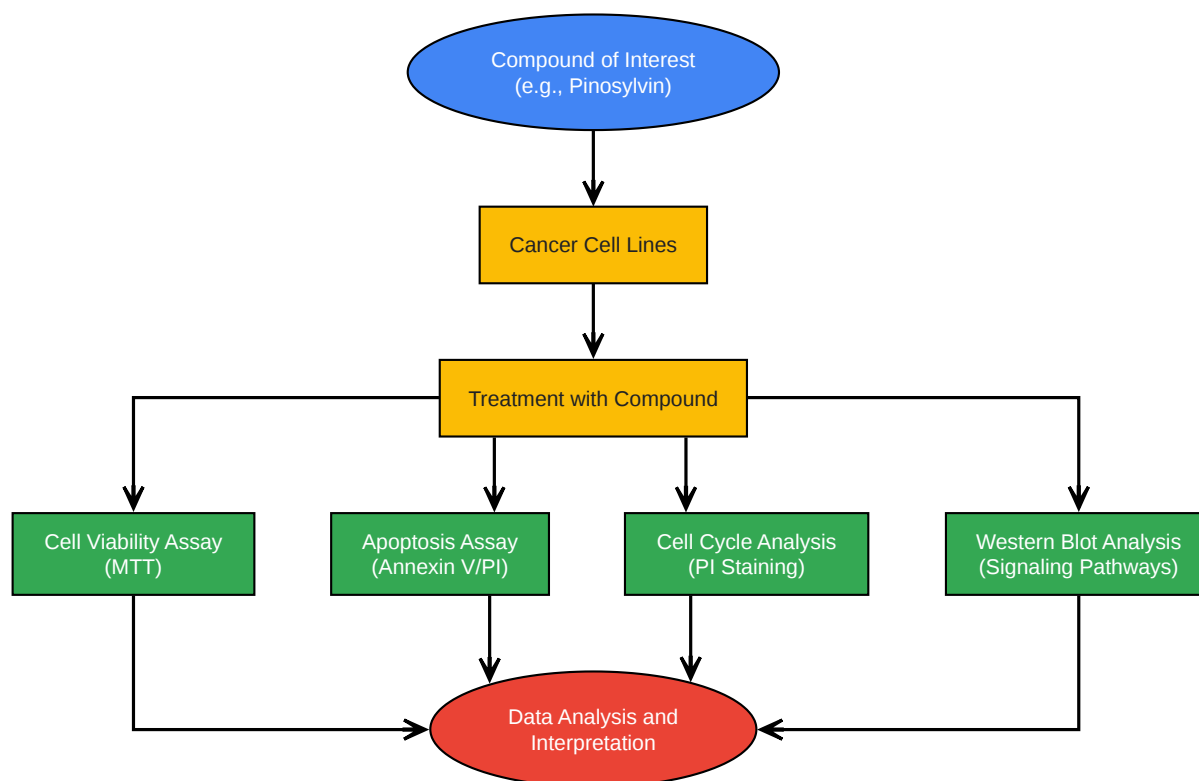 Compound of Interest
(e.g., Pinosylvin)
Cancer Cell Lines
Treatment with Compound
Cell Viability Assay
(MTT)
Apoptosis Assay
(Annexin V/PI)
Cell Cycle Analysis
(PI Staining)
Western Blot Analysis
(Signaling Pathways)
Data Analysis and
Interpretation